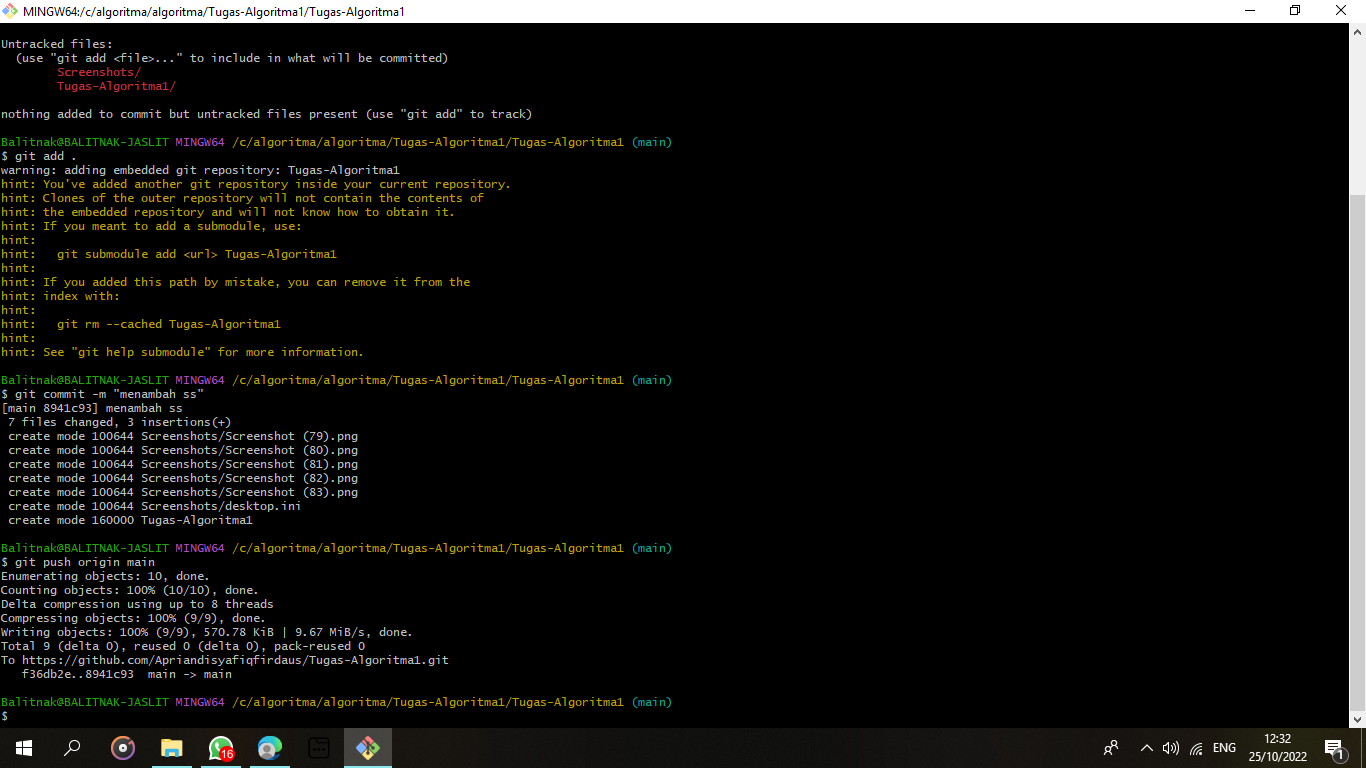 MINGW64:/c/algoritma/algoritma/Tugas-Algoritma1/Tugas-Algoritma1
Untracked files:
  (use "git add <file>..." to include in what will be committed)
        Screenshots/
        Tugas-Algoritma1/
nothing added to commit but untracked files present (use "git add" to track)
Balitnak@BALITNAK-JASLIT MINGW64 /c/algoritma/algoritma/Tugas-Algoritma1/Tugas-Algoritma1 (main)
$ git add .
warning: adding embedded git repository: Tugas-Algoritma1
hint: You've added another git repository inside your current repository.
hint: Clones of the outer repository will not contain the contents of
hint: the embedded repository and will not know how to obtain it.
hint: If you meant to add a submodule, use:
hint:
hint:   git submodule add <url> Tugas-Algoritma1
hint:
hint: If you added this path by mistake, you can remove it from the
hint: index with:
hint:
hint:   git rm --cached Tugas-Algoritma1
hint:
hint: See "git help submodule" for more information.
Balitnak@BALITNAK-JASLIT MINGW64 /c/algoritma/algoritma/Tugas-Algoritma1/Tugas-Algoritma1 (main)
$ git commit -m "menambah ss"
[main 8941c93] menambah ss
 7 files changed, 3 insertions(+)
 create mode 100644 Screenshots/Screenshot (79).png
 create mode 100644 Screenshots/Screenshot (80).png
 create mode 100644 Screenshots/Screenshot (81).png
 create mode 100644 Screenshots/Screenshot (82).png
 create mode 100644 Screenshots/Screenshot (83).png
 create mode 100644 Screenshots/desktop.ini
 create mode 160000 Tugas-Algoritma1
Balitnak@BALITNAK-JASLIT MINGW64 /c/algoritma/algoritma/Tugas-Algoritma1/Tugas-Algoritma1 (main)
$ git push origin main
Enumerating objects: 10, done.
Counting objects: 100% (10/10), done.
Delta compression using up to 8 threads
Compressing objects: 100% (9/9), done.
Writing objects: 100% (9/9), 570.78 KiB | 9.67 MiB/s, done.
Total 9 (delta 0), reused 0 (delta 0), pack-reused 0
To https://github.com/Apriandisyafiqfirdaus/Tugas-Algoritma1.git
   f36db2e..8941c93  main -> main
Balitnak@BALITNAK-JASLIT MINGW64 /c/algoritma/algoritma/Tugas-Algoritma1/Tugas-Algoritma1 (main)
$
16
ENG
12:32
25/10/2022
1